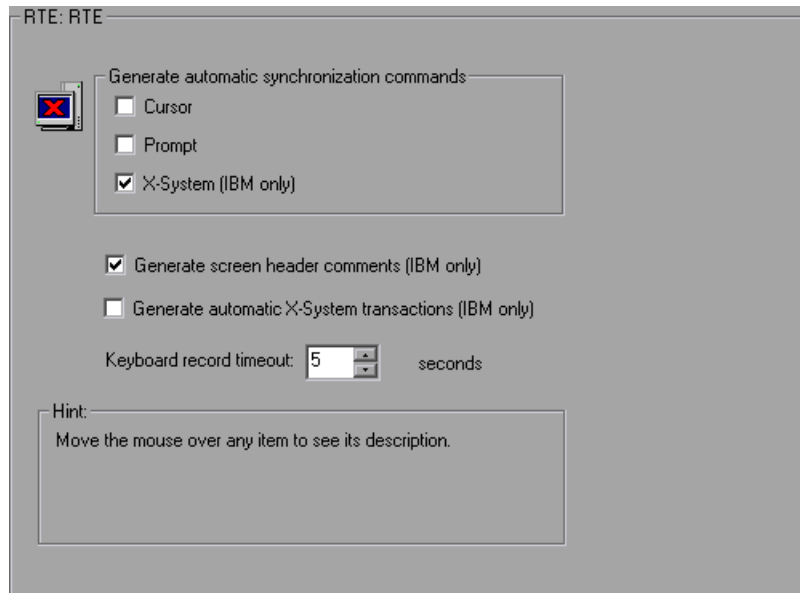 RTE: RTE
Generate automatic synchronization commands
Cursor
Prompt
X-System (IBM only)
Generate screen header comments (IBM only)
Generate automatic X-System transactions (IBM only)
Keyboard record timeout: 5 seconds
Hint:
Move the mouse over any item to see its description.